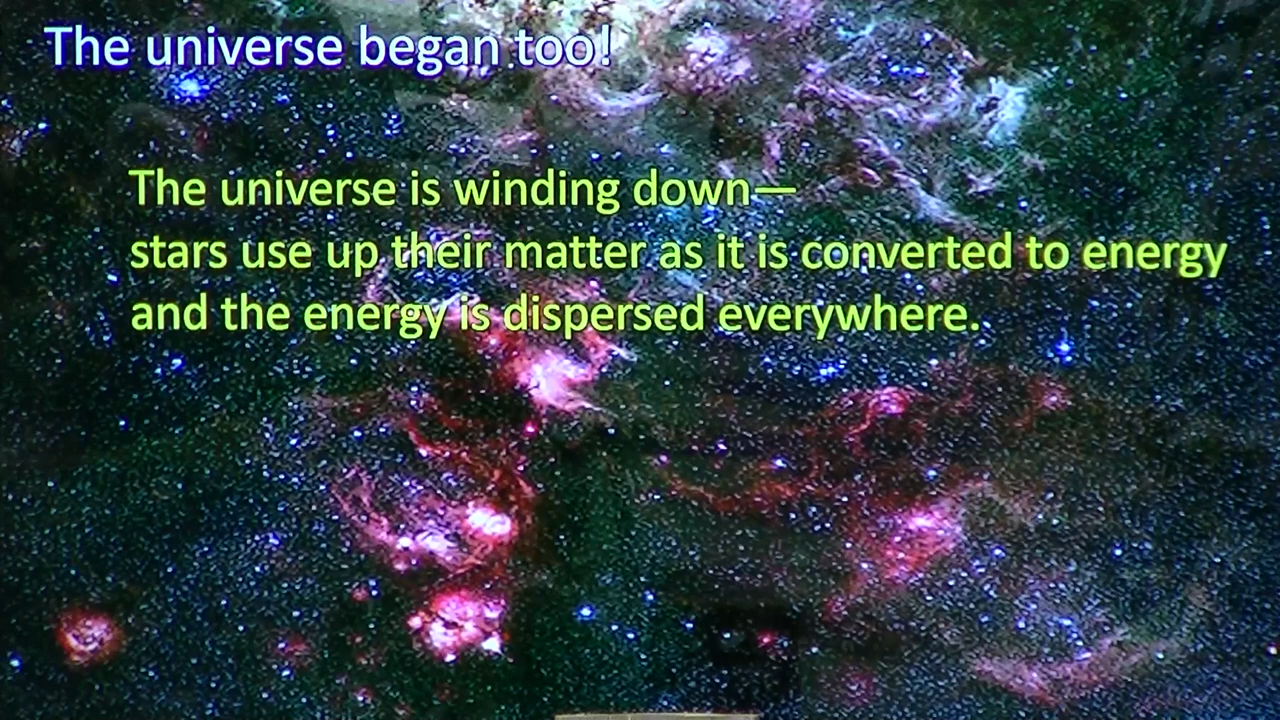 The universe began too!
The universe is winding down—
stars use up their matter as it is converted to energy
and the energy is dispersed everywhere.